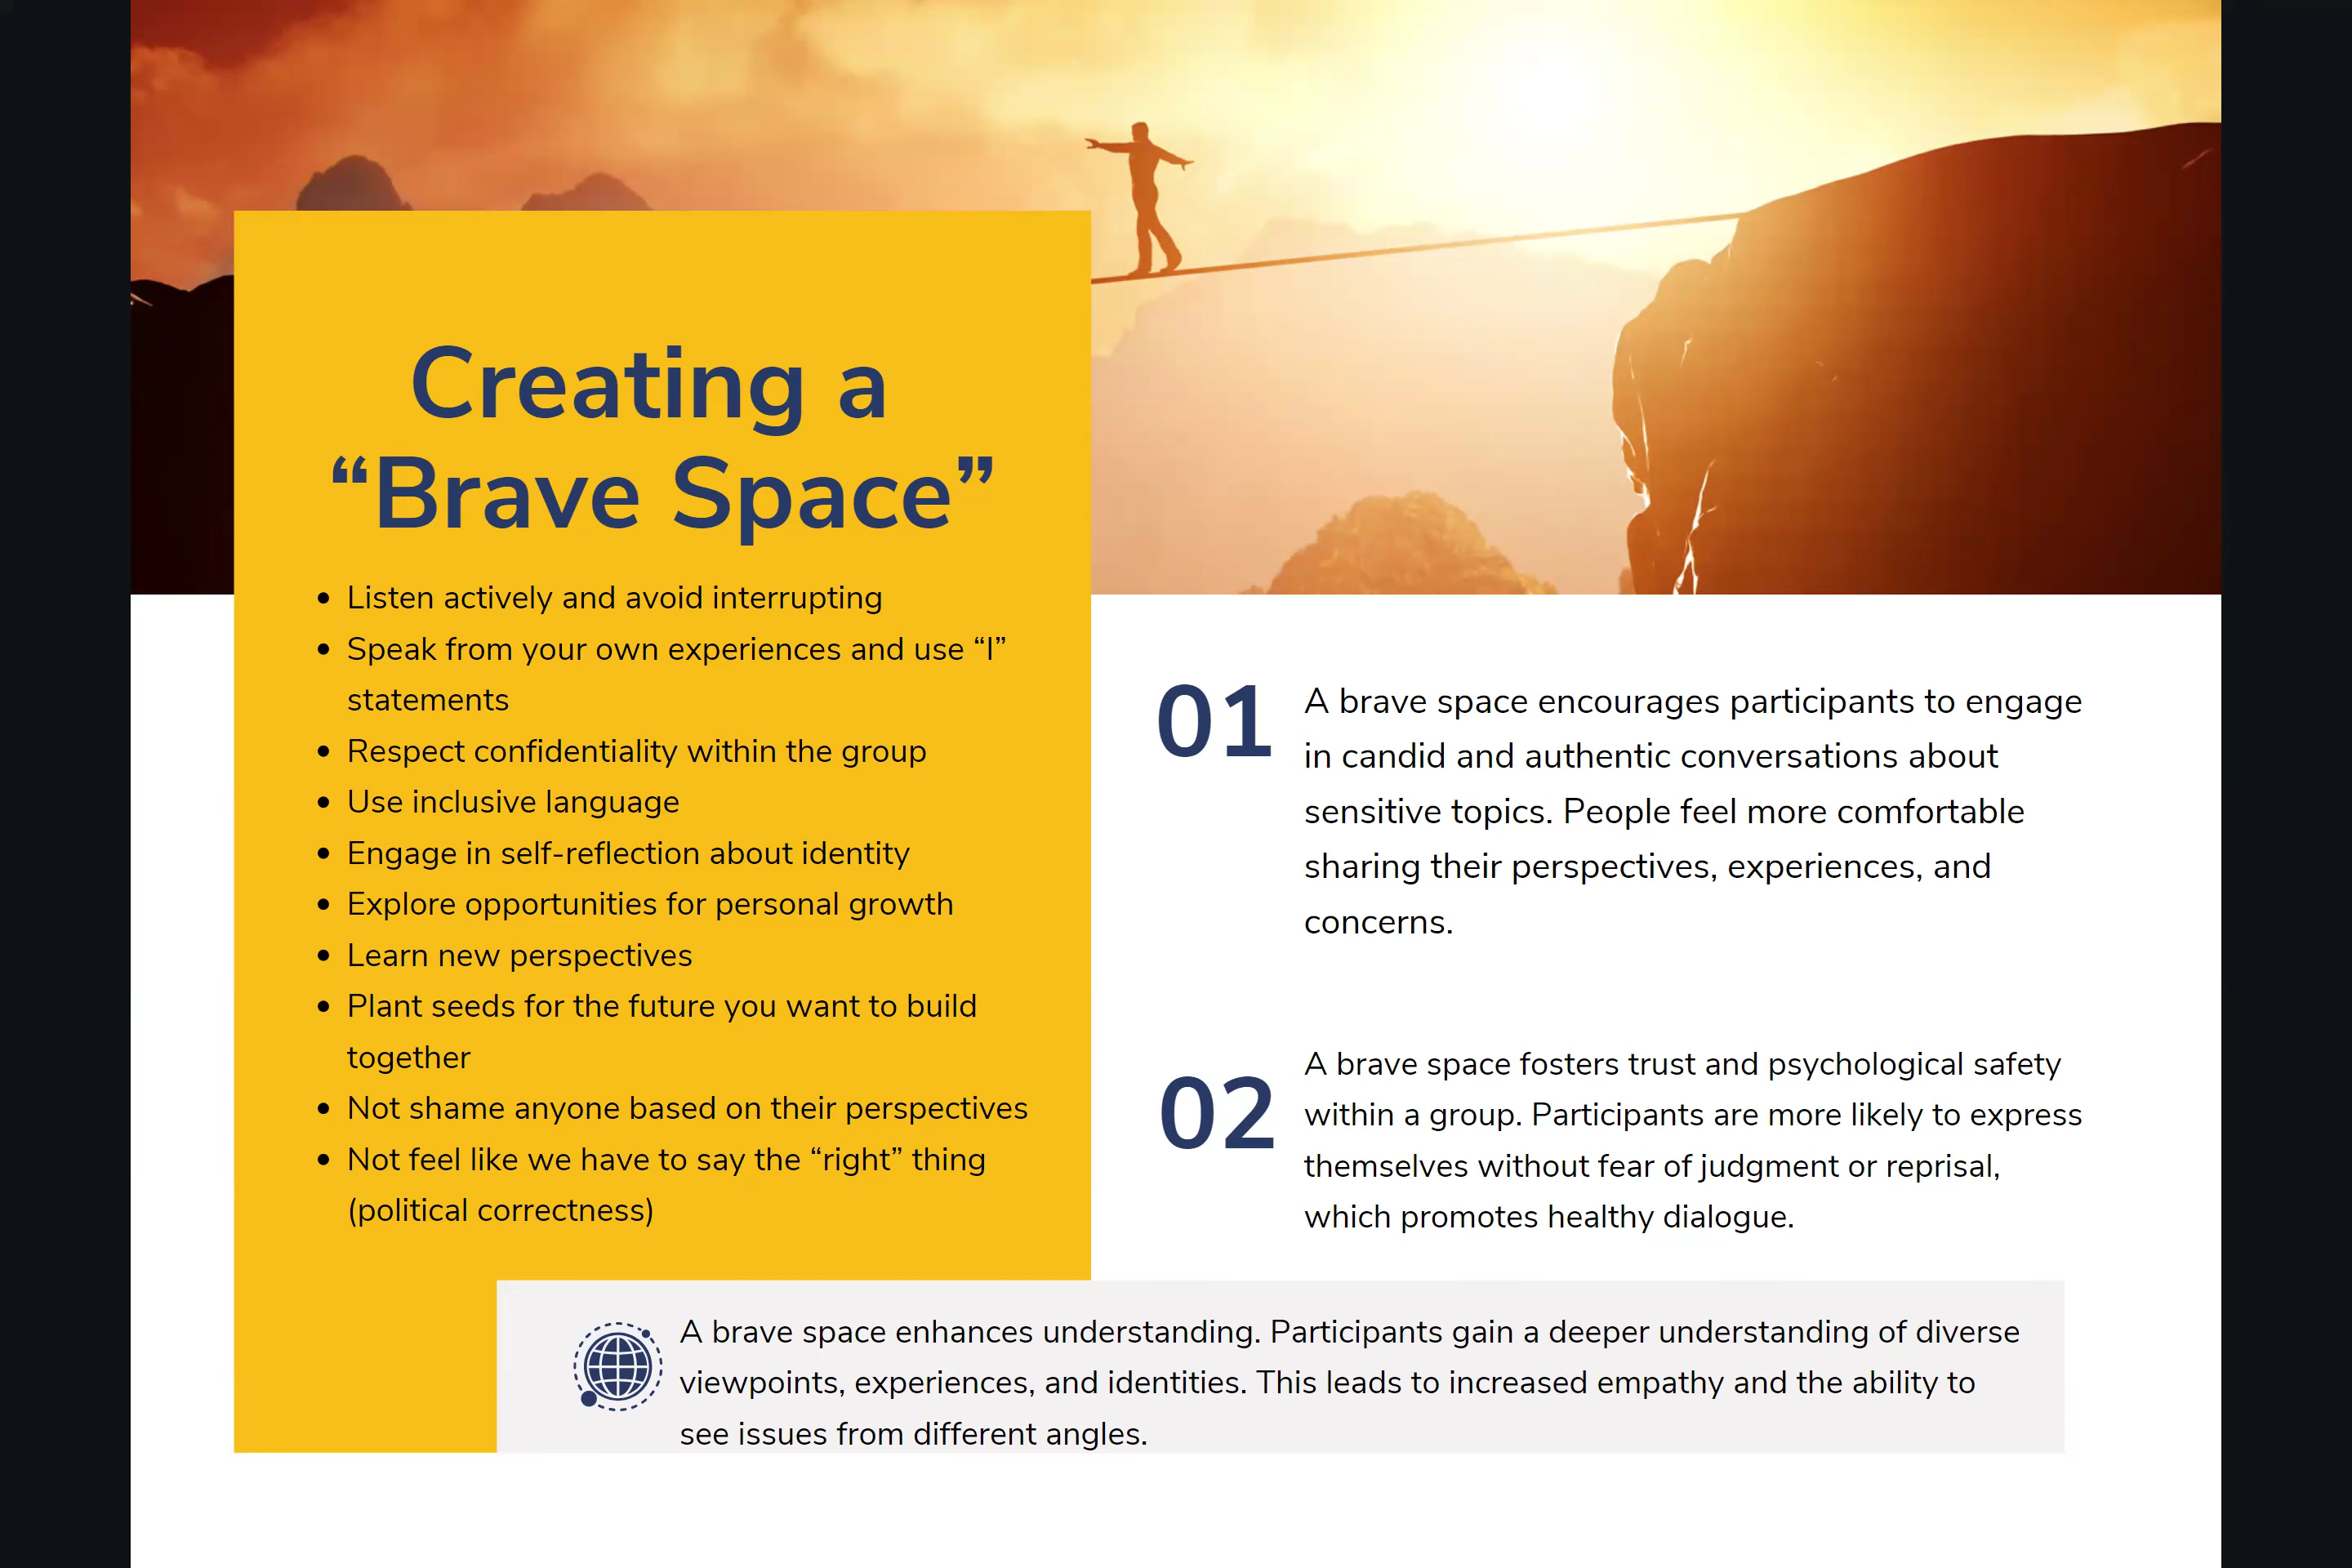 Creating a
“Brave Space”
• Listen actively and avoid interrupting
• Speak from your own experiences and use “I”
statements
• Respect confidentiality within the group
• Use inclusive language
• Engage in self-reflection about identity
• Explore opportunities for personal growth
• Learn new perspectives
• Plant seeds for the future you want to build
together
• Not shame anyone based on their perspectives
• Not feel like we have to say the “right” thing
(political correctness)
01
A brave space encourages participants to engage
in candid and authentic conversations about
sensitive topics. People feel more comfortable
sharing their perspectives, experiences, and
concerns.
02
A brave space fosters trust and psychological safety
within a group. Participants are more likely to express
themselves without fear of judgment or reprisal,
which promotes healthy dialogue.
A brave space enhances understanding. Participants gain a deeper understanding of diverse
viewpoints, experiences, and identities. This leads to increased empathy and the ability to
see issues from different angles.